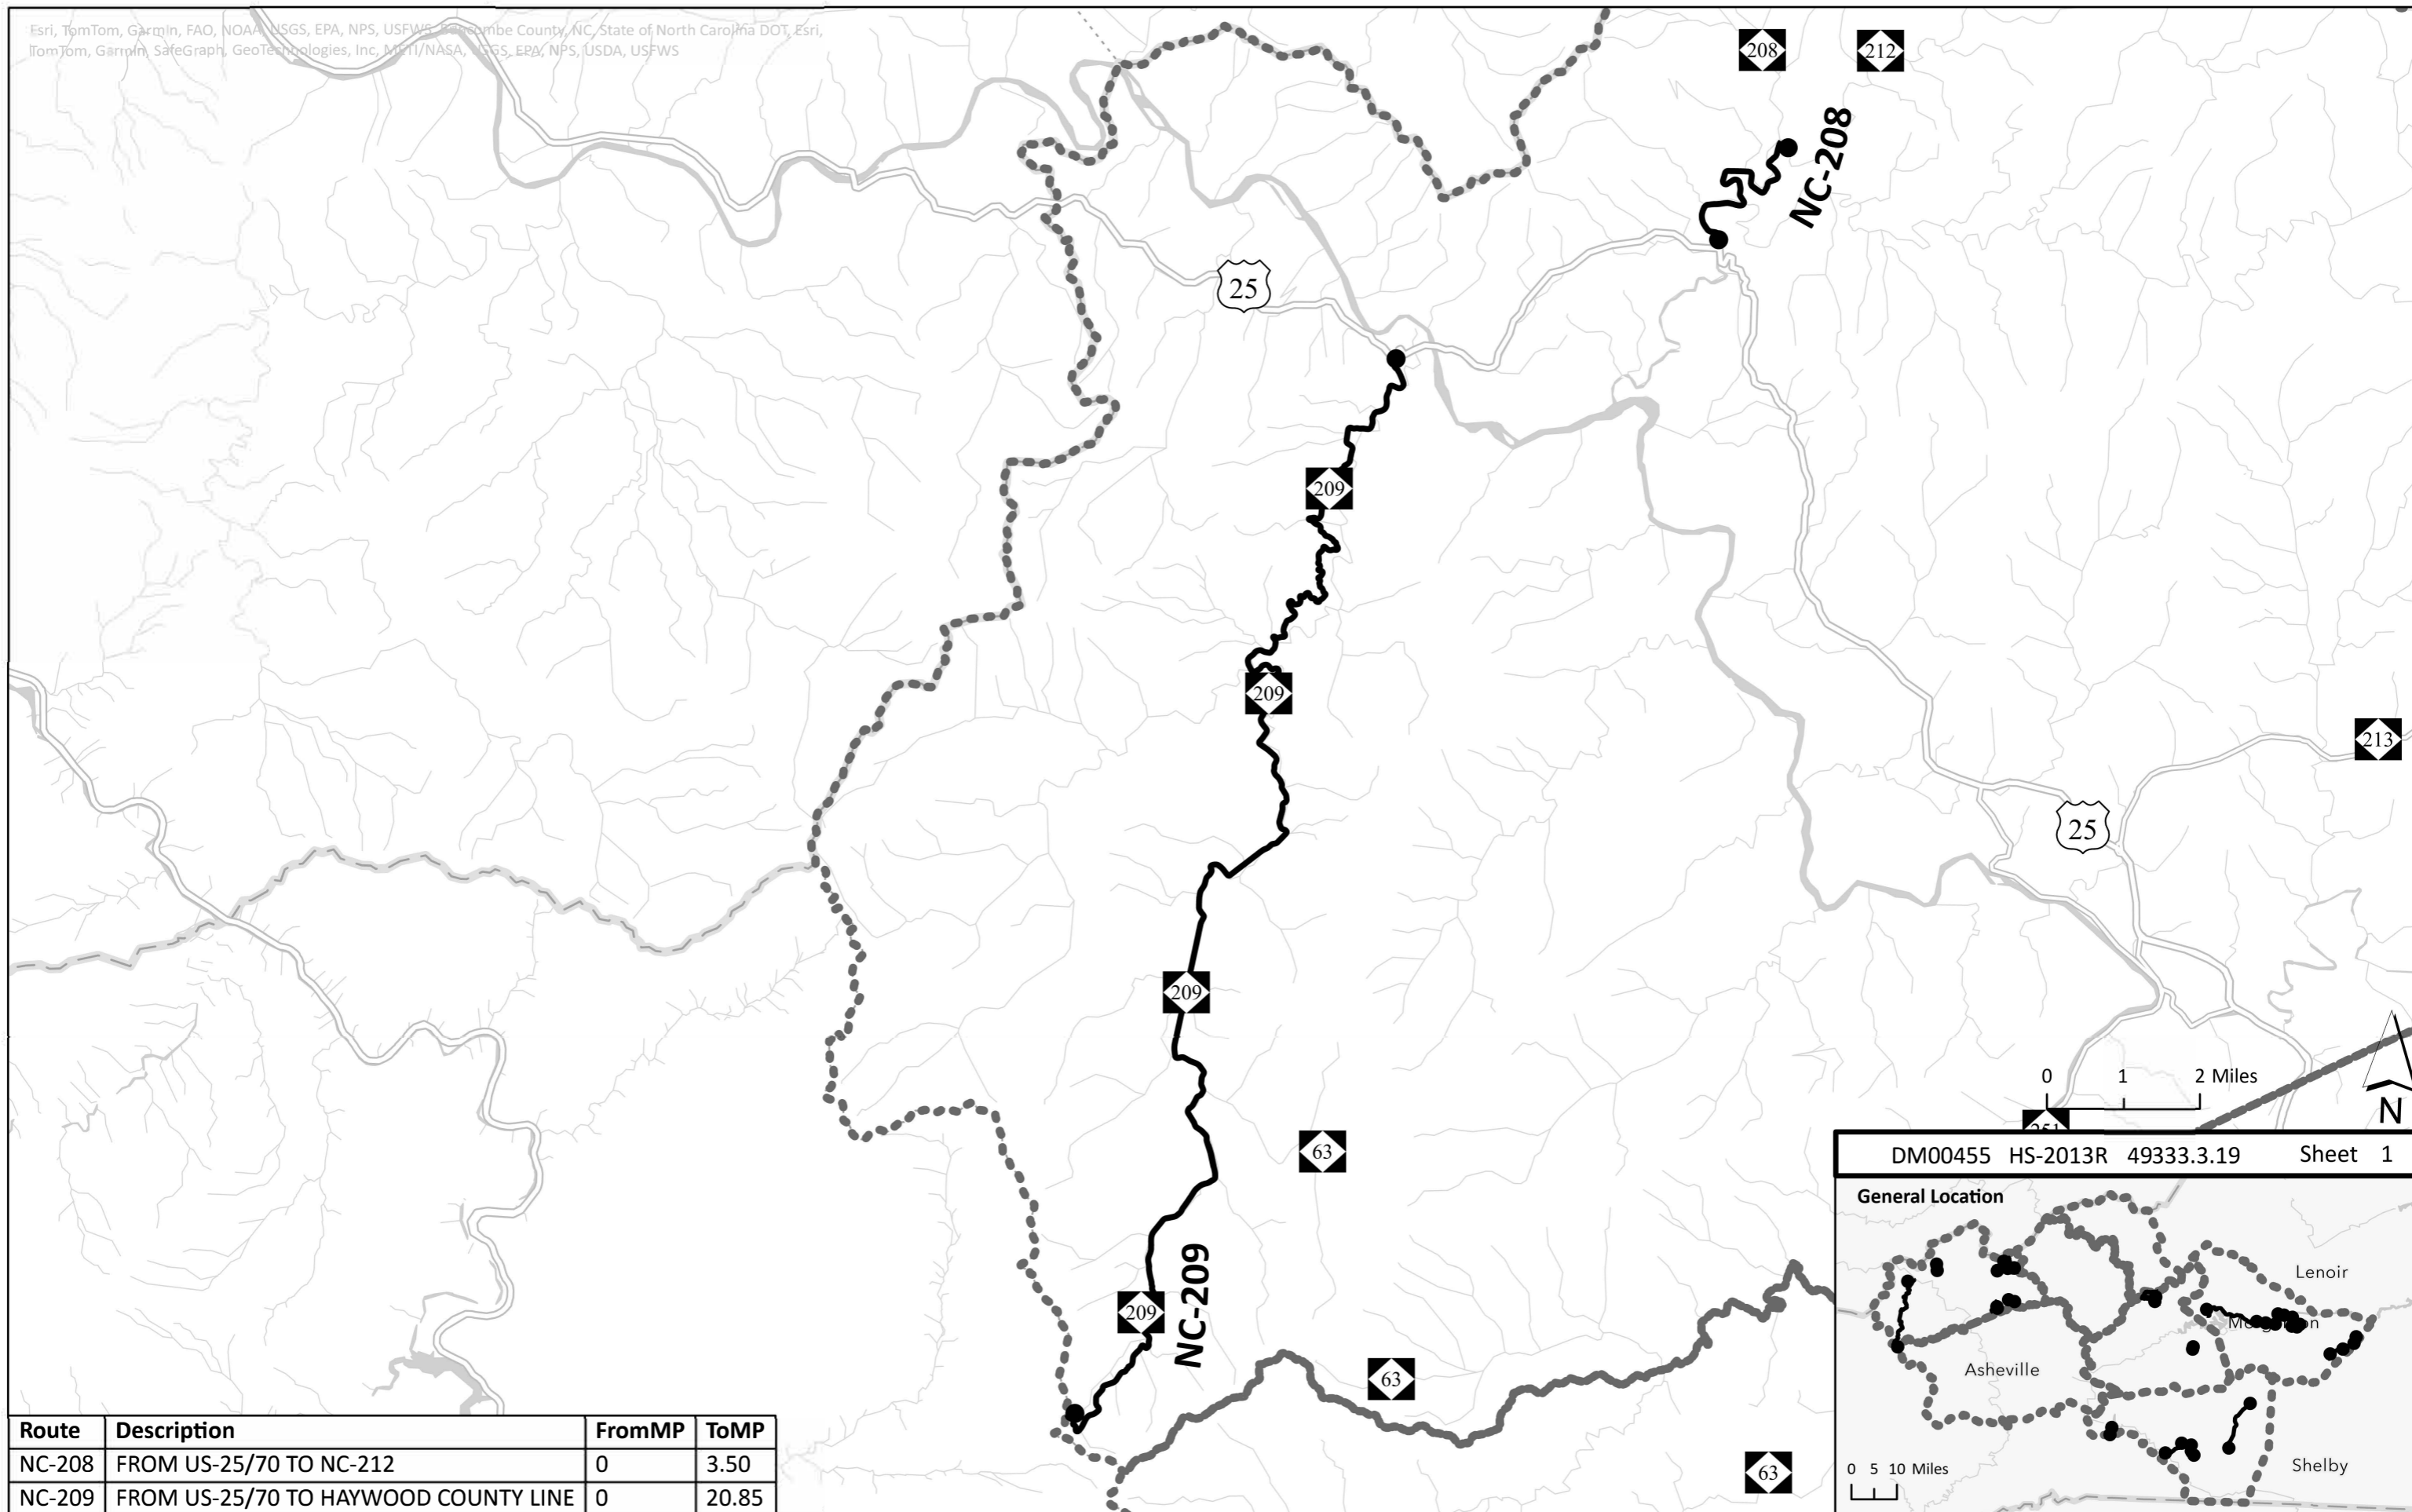 Esri, TomTom, Garmin, FAO, NOAA, USGS, EPA, NPS, USFWS, Buncombe County, NC, State of North Carolina DOT, Esri,
TomTom, Garmin, SafeGraph, GeoTechnologies, Inc, METI/NASA, USGS, EPA, NPS, USDA, USFWS
208
212
NC-208
25
209
209
213
25
209
0 1 2 Miles
N
251
63
DM00455 HS-2013R 49333.3.19 Sheet 1
General Location
Lenoir
Asheville
Shelby
0 5 10 Miles
209
NC-209
63
63
Route Description FromMP ToMP
NC-208 FROM US-25/70 TO NC-212 0 3.50
NC-209 FROM US-25/70 TO HAYWOOD COUNTY LINE 0 20.85